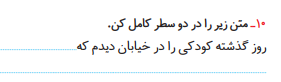 ۱۰ـ متن زیر را در دو سطر کامل کن.
روز گذشته کودکی را در خیابان دیدم که